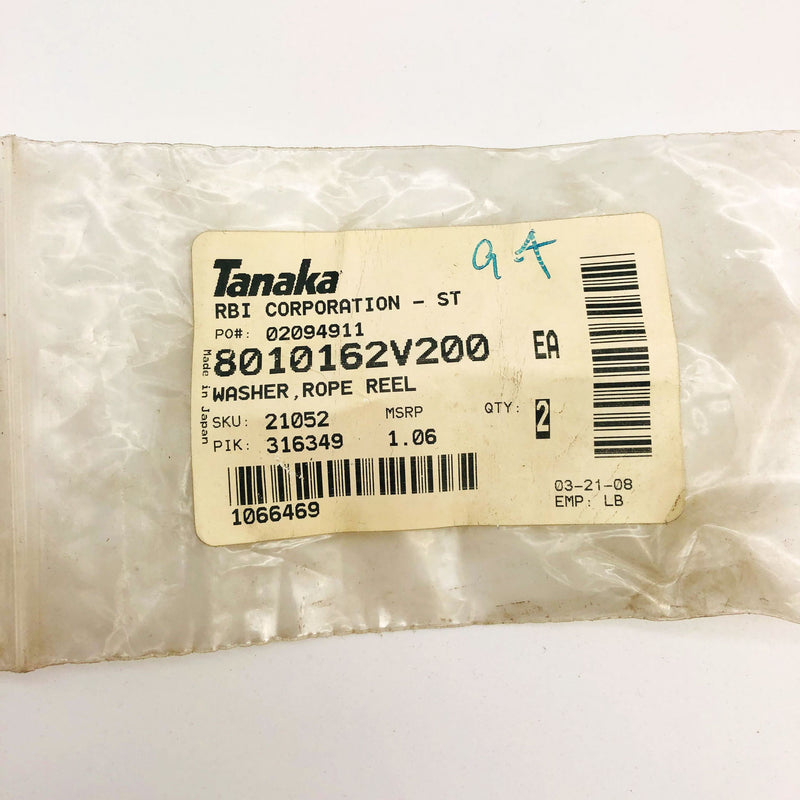 Tanaka
RBI CORPORATION - ST
PO#: 02094911
8010162V200 EA
WASHER,ROPE REEL
Made in Japan
SKU: 21052 MSRP QTY: 2
PIK: 316349 1.06
1066469
03-21-08
EMP: LB